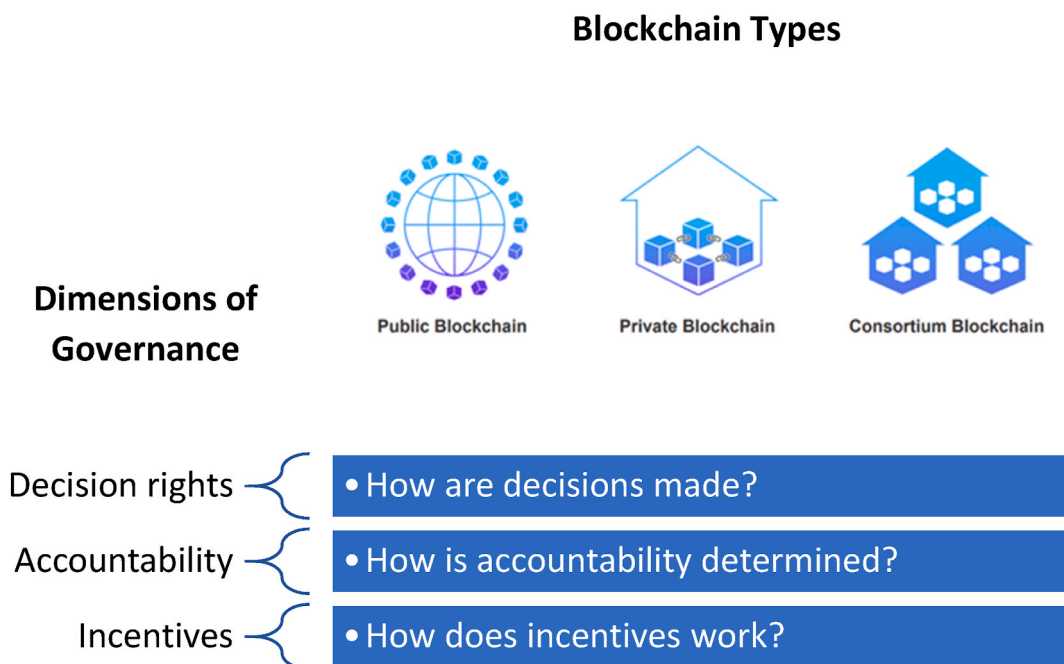 Blockchain Types
Public Blockchain
Private Blockchain
Consortium Blockchain
Dimensions of
Governance
Decision rights
• How are decisions made?
Accountability
• How is accountability determined?
Incentives
• How does incentives work?